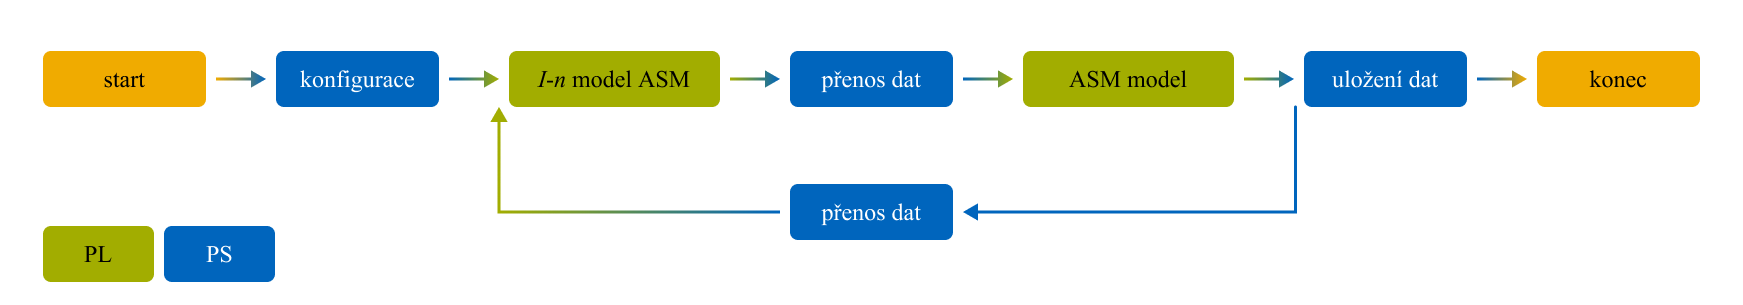 start
konfigurace
I-n model ASM
přenos dat
ASM model
uložení dat
konec
přenos dat
PL
PS